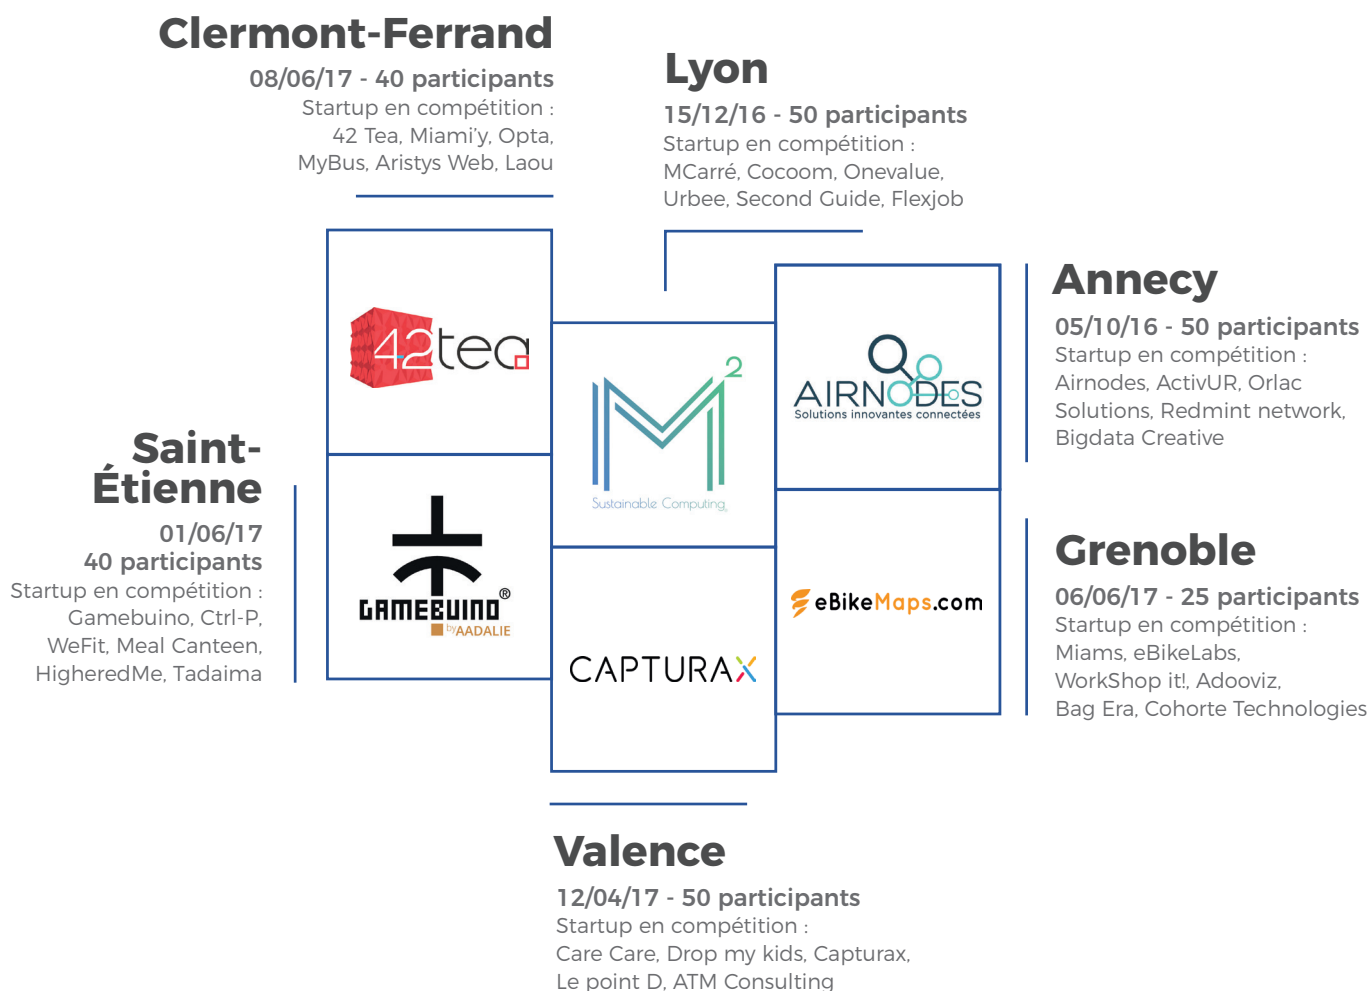 Clermont-Ferrand
08/06/17 - 40 participants
Startup en compétition :
42 Tea, Miami'y, Opta,
MyBus, Aristys Web, Laou
Lyon
15/12/16 - 50 participants
Startup en compétition :
MCarré, Cocoom, Onevalue,
Urbee, Second Guide, Flexjob
Annecy
05/10/16 - 50 participants
Startup en compétition :
Airnodes, ActivUR, Orlac
Solutions, Redmint network,
Bigdata Creative
42tea
M2
Sustainable Computing
AIRNODES
Solutions innovantes connectées
Saint-
Étienne
01/06/17
40 participants
Startup en compétition :
Gamebuino, Ctrl-P,
WeFit, Meal Canteen,
HigheredMe, Tadaima
GAMEBUINO®
by AADALIE
CAPTURAX
eBikeMaps.com
Grenoble
06/06/17 - 25 participants
Startup en compétition :
Miams, eBikeLabs,
WorkShop it!, Adooviz,
Bag Era, Cohorte Technologies
Valence
12/04/17 - 50 participants
Startup en compétition :
Care Care, Drop my kids, Capturax,
Le point D, ATM Consulting